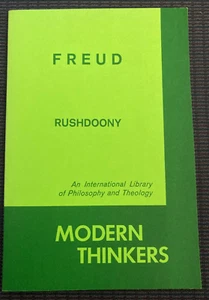 FREUD
RUSHDOONY
An International Library
of Philosophy and Theology
MODERN
THINKERS